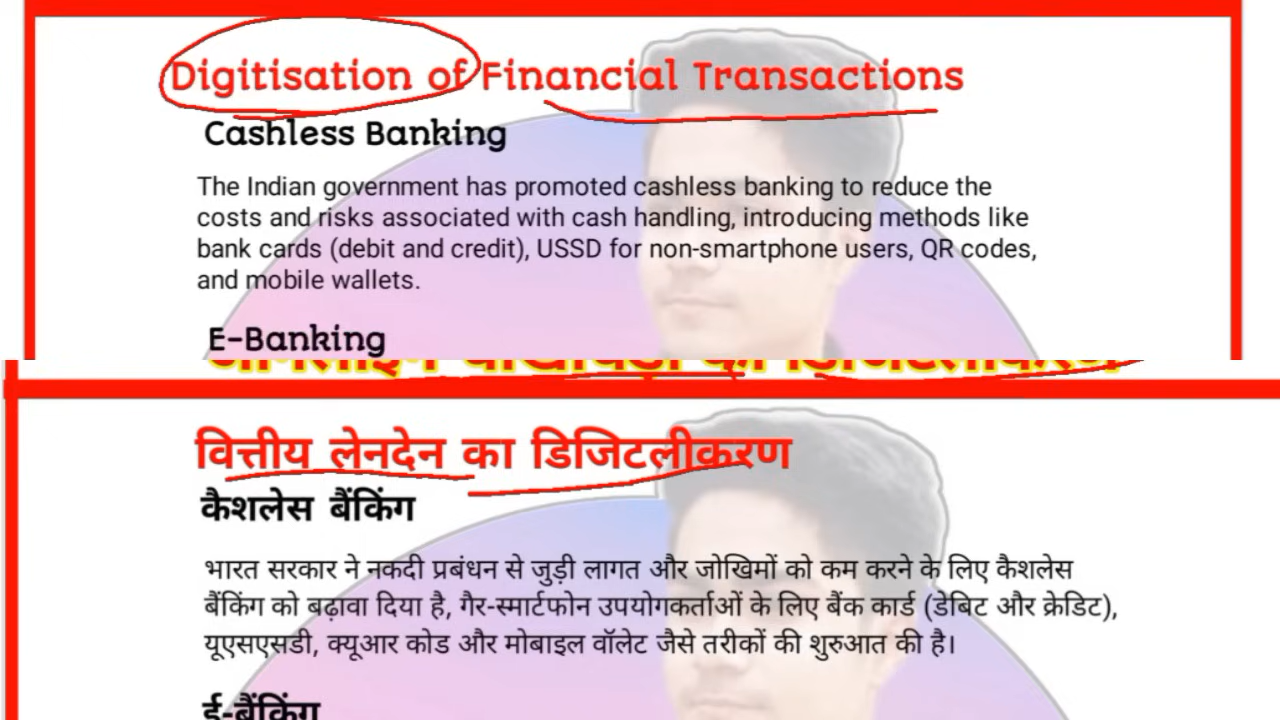 Digitisation of Financial Transactions
Cashless Banking
The Indian government has promoted cashless banking to reduce the
costs and risks associated with cash handling, introducing methods like
bank cards (debit and credit), USSD for non-smartphone users, QR codes,
and mobile wallets.
E-Banking
का डिजिटलीकरण
वित्तीय लेनदेन का डिजिटलीकरण
कैशलेस बैंकिंग
भारत सरकार ने नकदी प्रबंधन से जुड़ी लागत और जोखिमों को कम करने के लिए कैशलेस
बैंकिंग को बढ़ावा दिया है, गैर-स्मार्टफोन उपयोगकर्ताओं के लिए बैंक कार्ड (डेबिट और क्रेडिट),
यूएसएसडी, क्यूआर कोड और मोबाइल वॉलेट जैसे तरीकों की शुरुआत की है।
ई-बैंकिंग